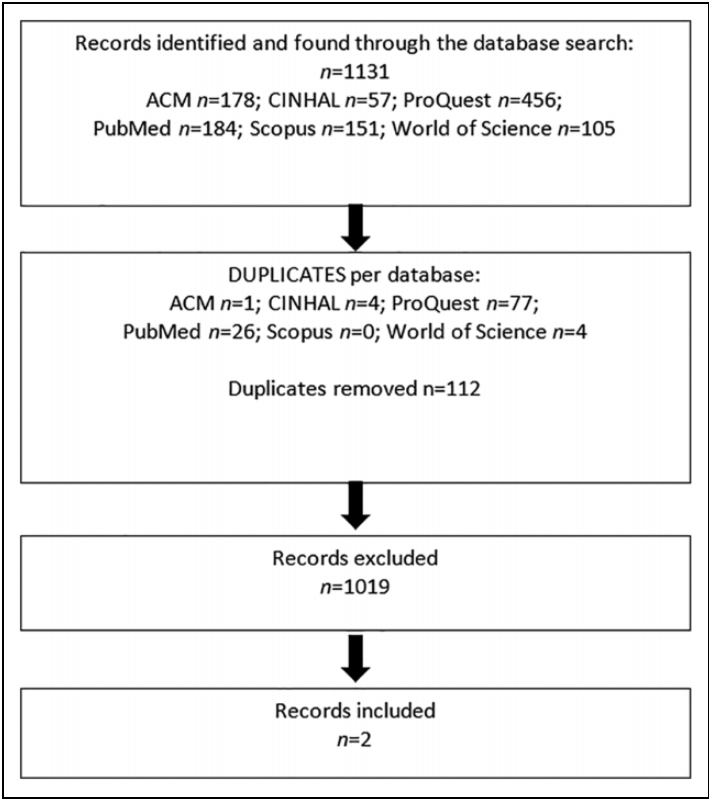 Records identified and found through the database search:
n=1131
ACM n=178; CINHAL n=57; ProQuest n=456;
PubMed n=184; Scopus n=151; World of Science n=105
DUPLICATES per database:
ACM n=1; CINHAL n=4; ProQuest n=77;
PubMed n=26; Scopus n=0; World of Science n=4
Duplicates removed n=112
Records excluded
n=1019
Records included
n=2